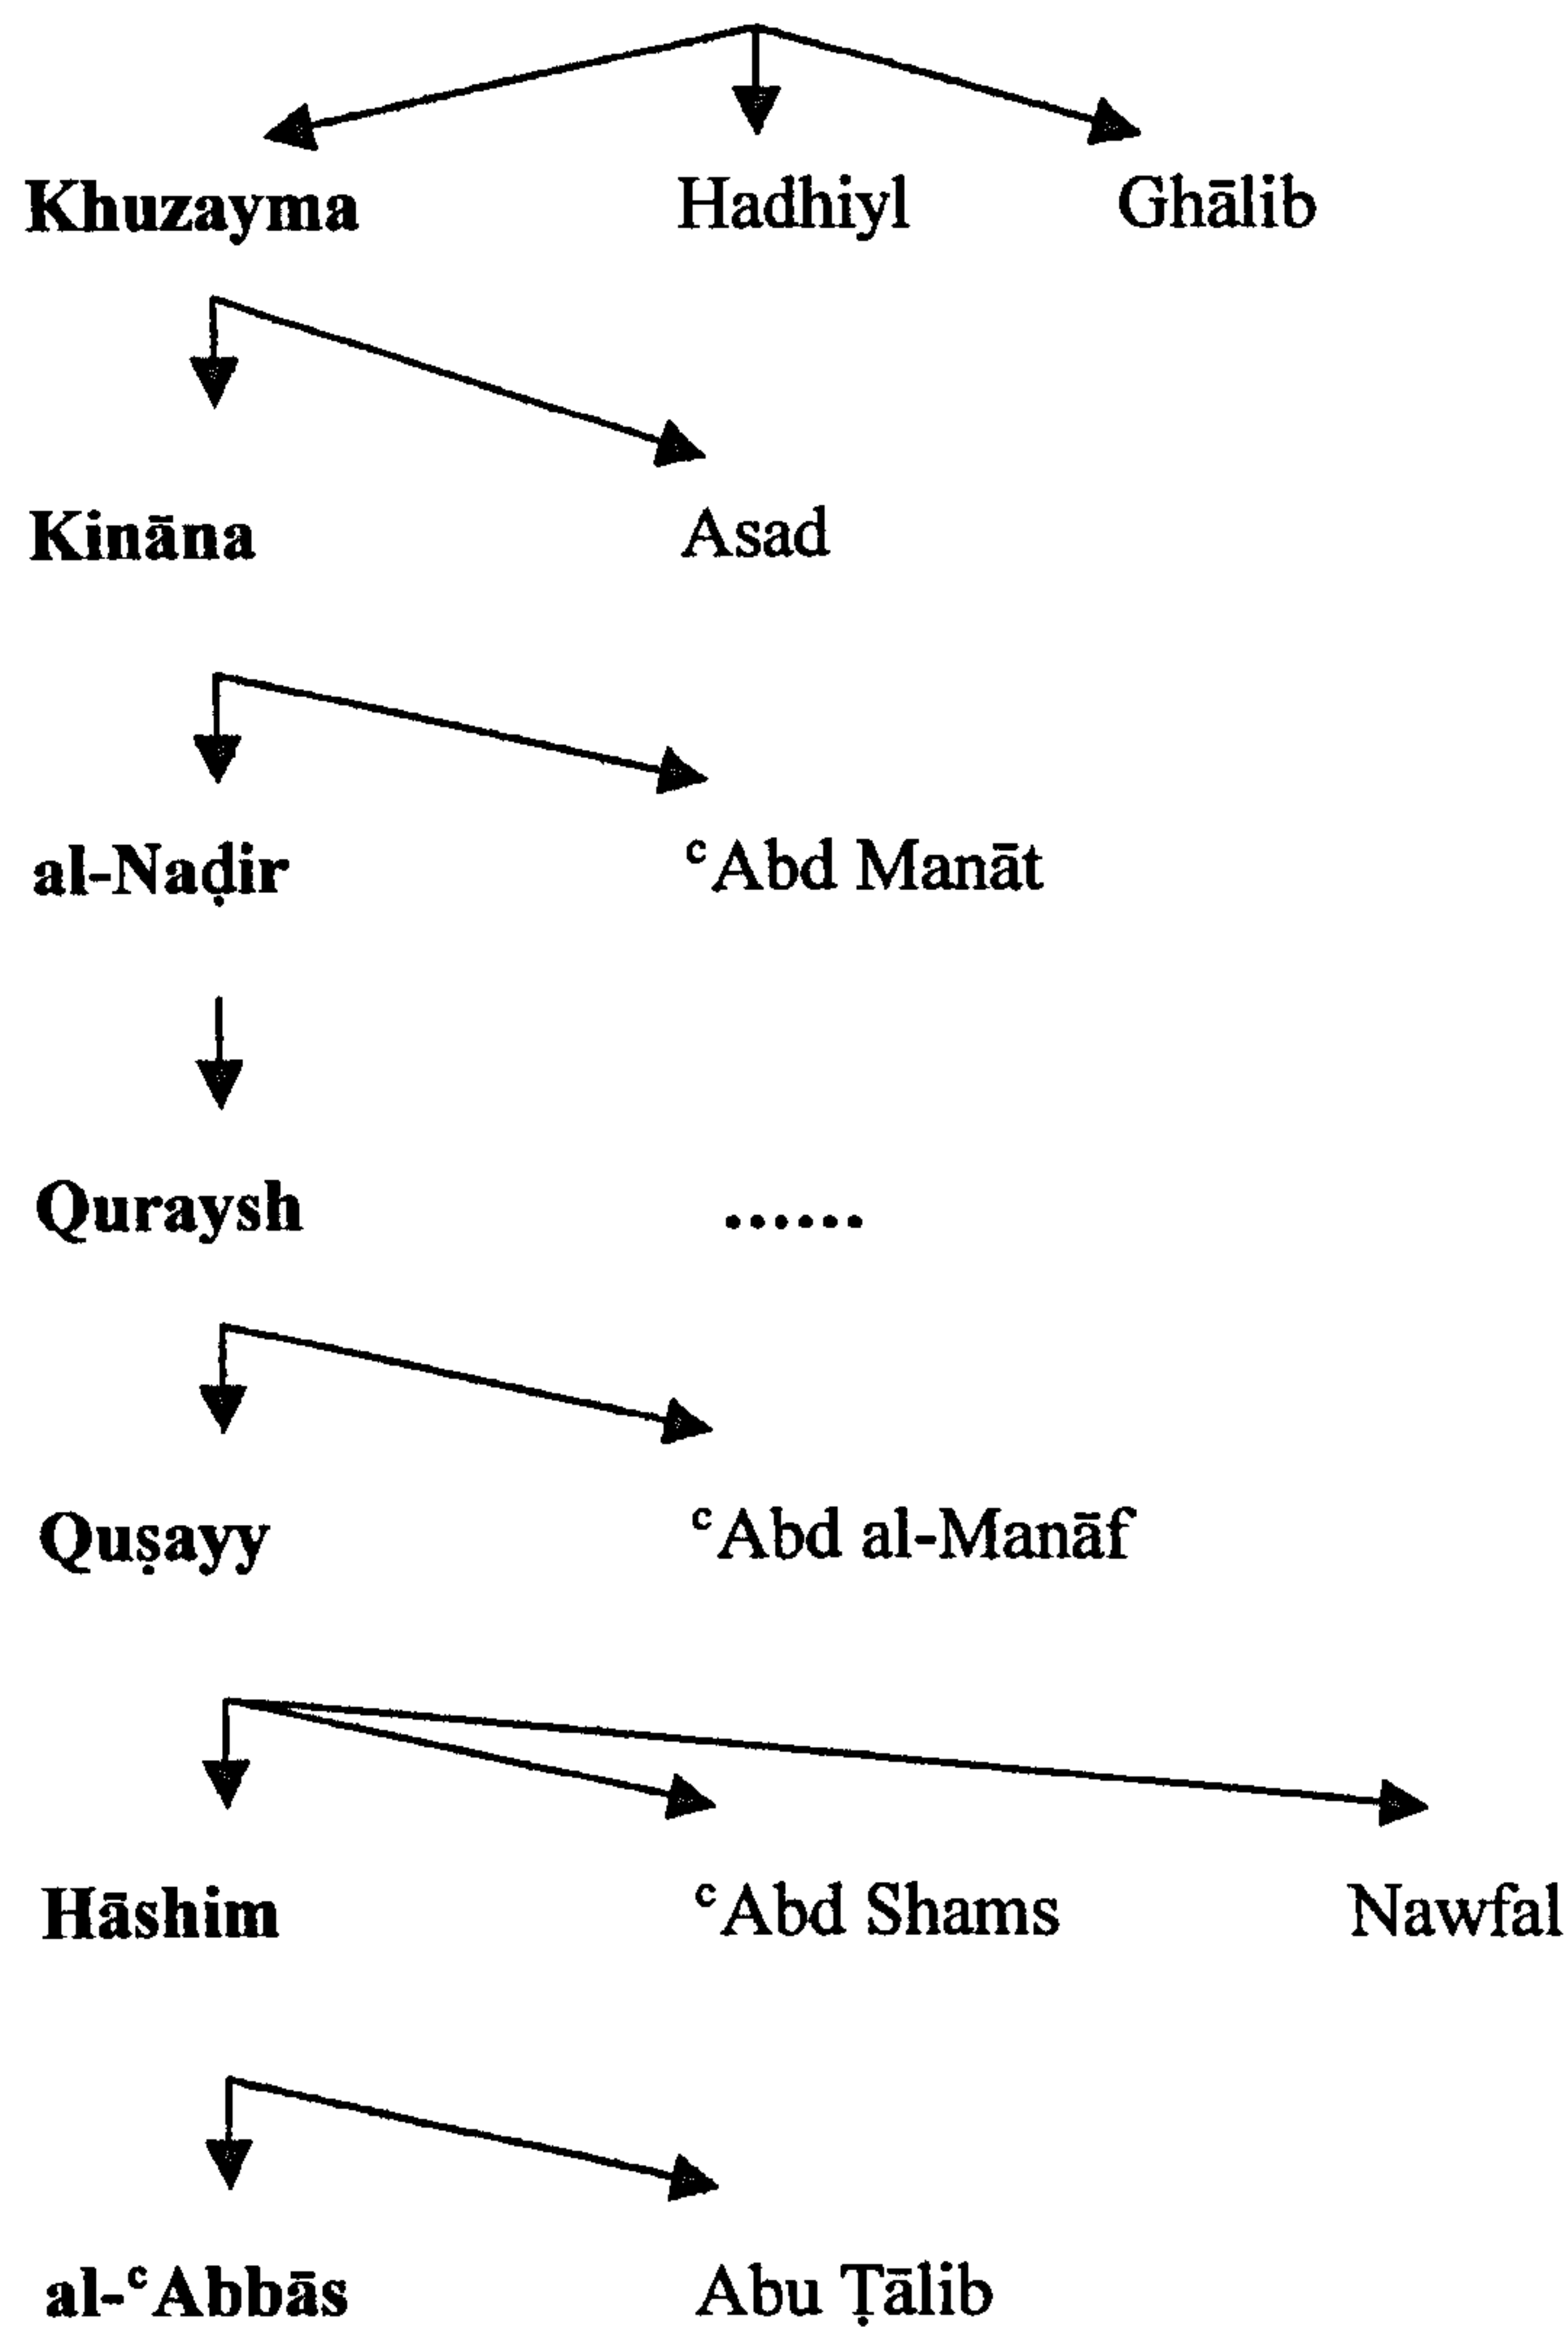 Khuzayma Hadhiyl Ghālib
Kināna Asad
al-Naḍir ᶜAbd Manāt
Quraysh ......
Quṣayy ᶜAbd al-Manāf
Hāshim ᶜAbd Shams Nawfal
al-ᶜAbbās Abu Ṭālib